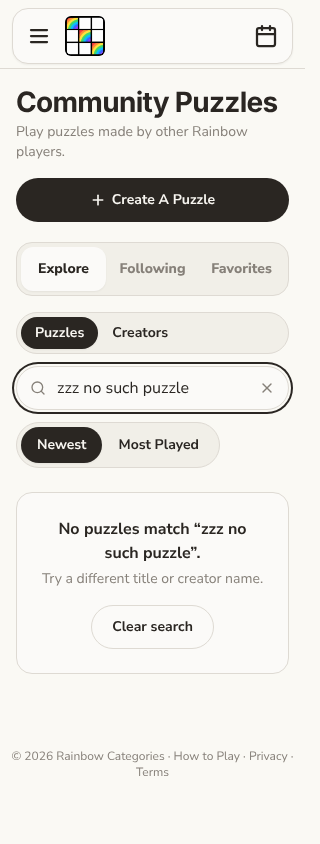 Community Puzzles
Play puzzles made by other Rainbow
players.
+ Create A Puzzle
Explore Following Favorites
Puzzles Creators
zzz no such puzzle
Newest Most Played
No puzzles match “zzz no
such puzzle”.
Try a different title or creator name.
Clear search
© 2026 Rainbow Categories · How to Play · Privacy ·
Terms